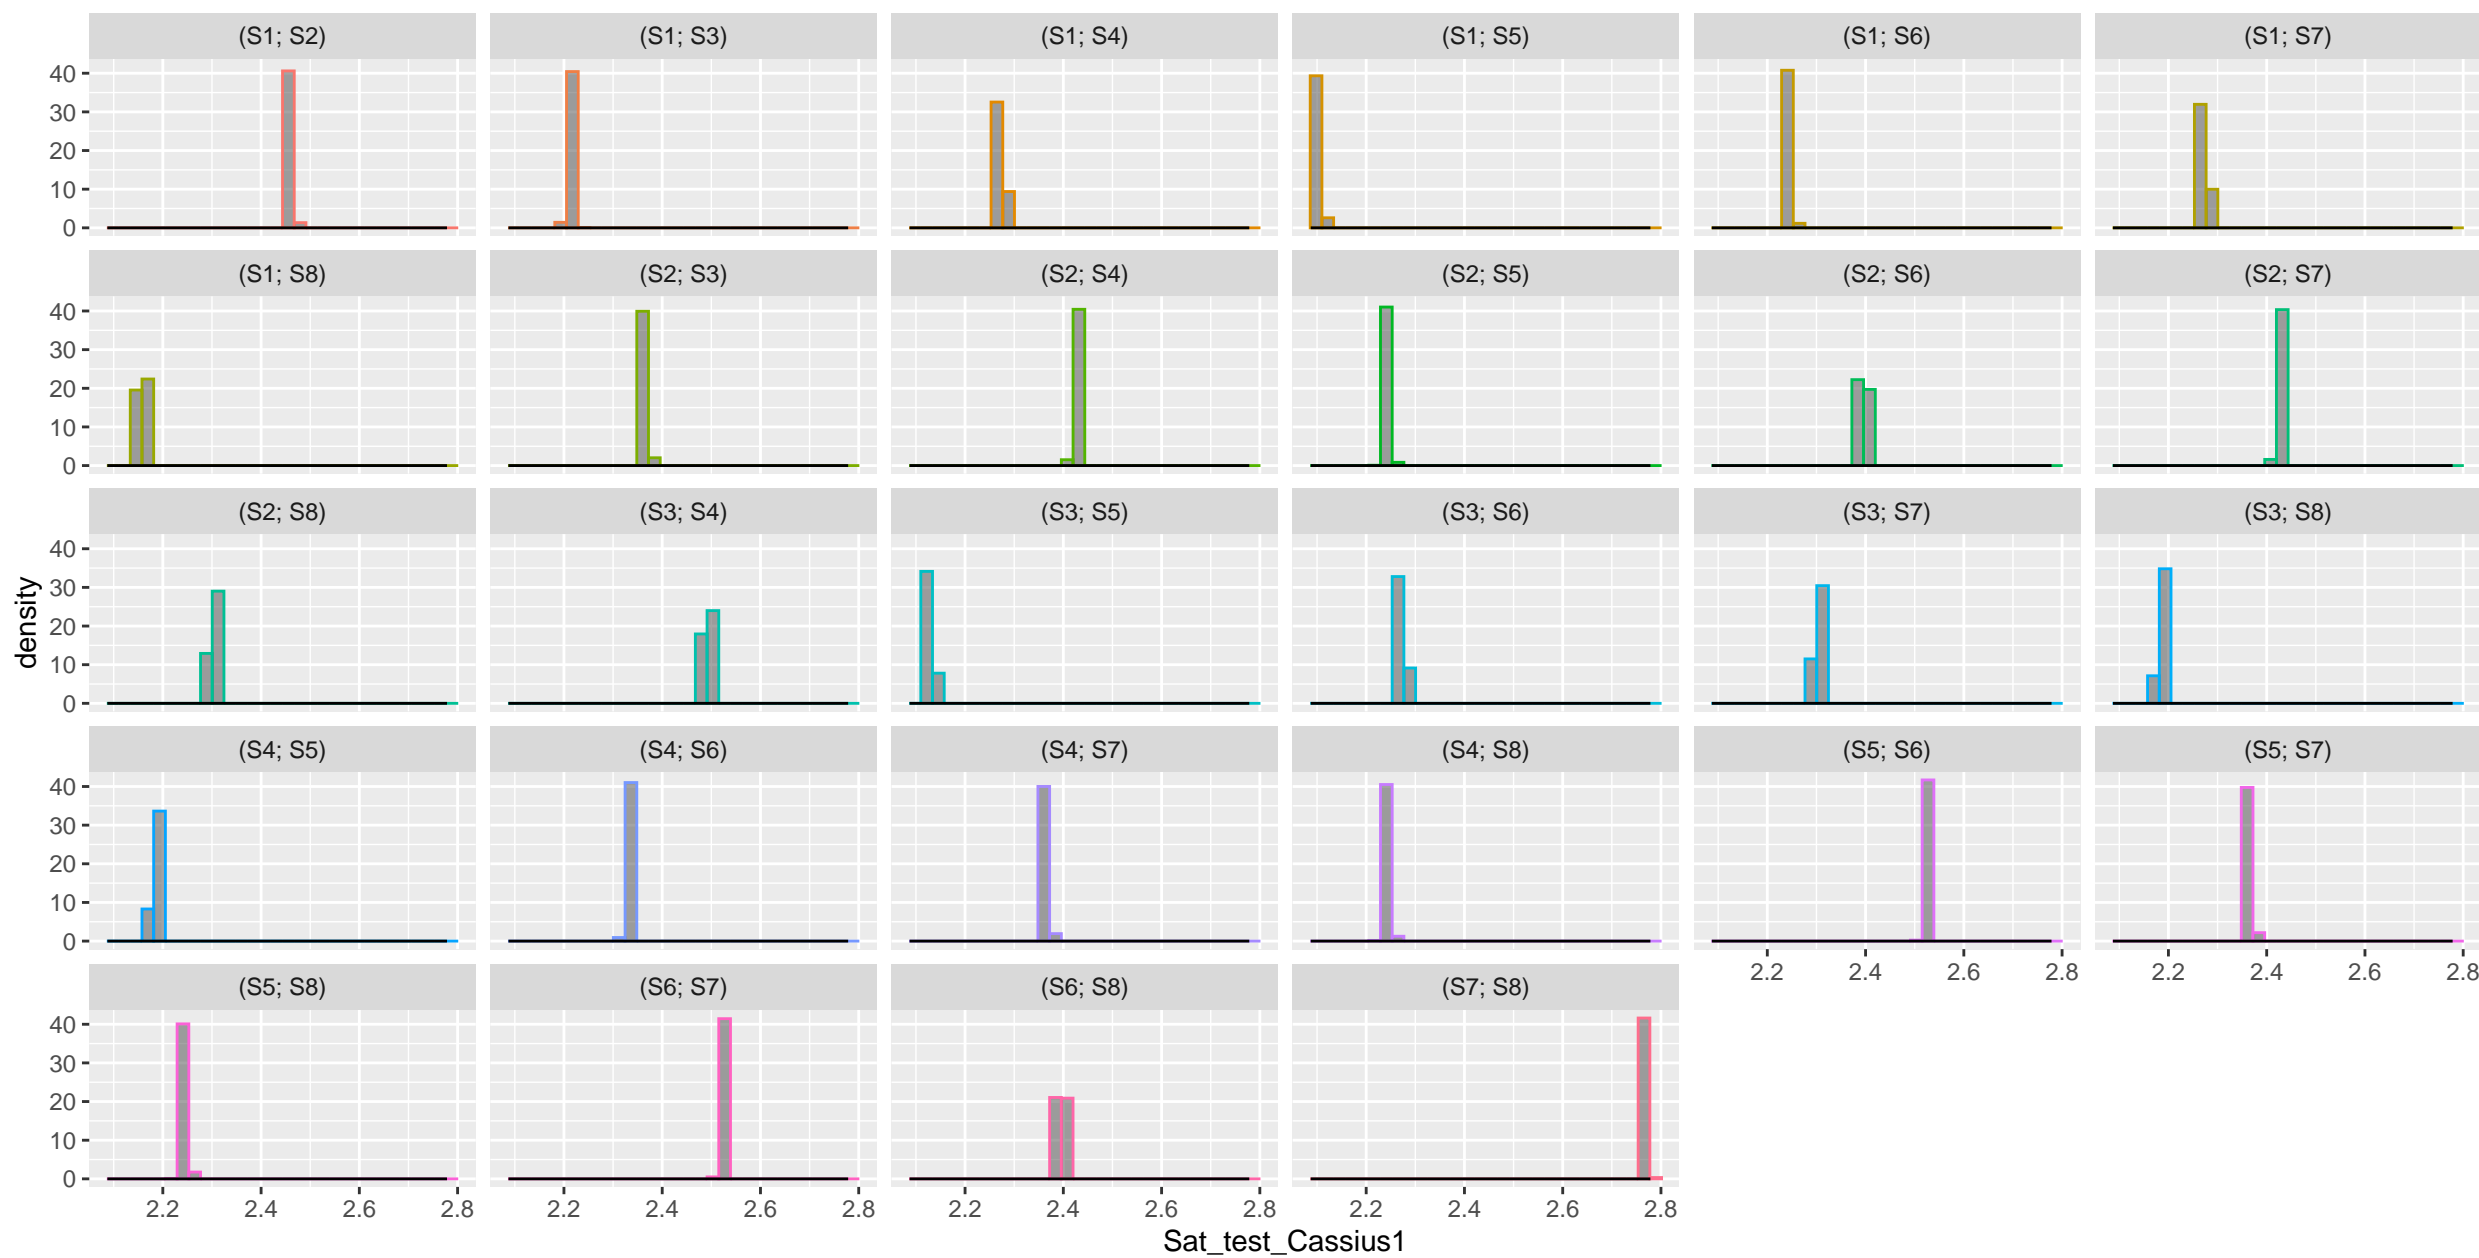 (S1; S2) (S1; S3) (S1; S4) (S1; S5) (S1; S6) (S1; S7)
40
30
20
10
0
(S1; S8) (S2; S3) (S2; S4) (S2; S5) (S2; S6) (S2; S7)
40
30
20
10
0
(S2; S8) (S3; S4) (S3; S5) (S3; S6) (S3; S7) (S3; S8)
40
30
20
10
0
density
(S4; S5) (S4; S6) (S4; S7) (S4; S8) (S5; S6) (S5; S7)
40
30
20
10
0
2.2 2.4 2.6 2.8 2.2 2.4 2.6 2.8
(S5; S8) (S6; S7) (S6; S8) (S7; S8)
40
30
20
10
0
2.2 2.4 2.6 2.8 2.2 2.4 2.6 2.8 2.2 2.4 2.6 2.8 2.2 2.4 2.6 2.8
Sat_test_Cassius1